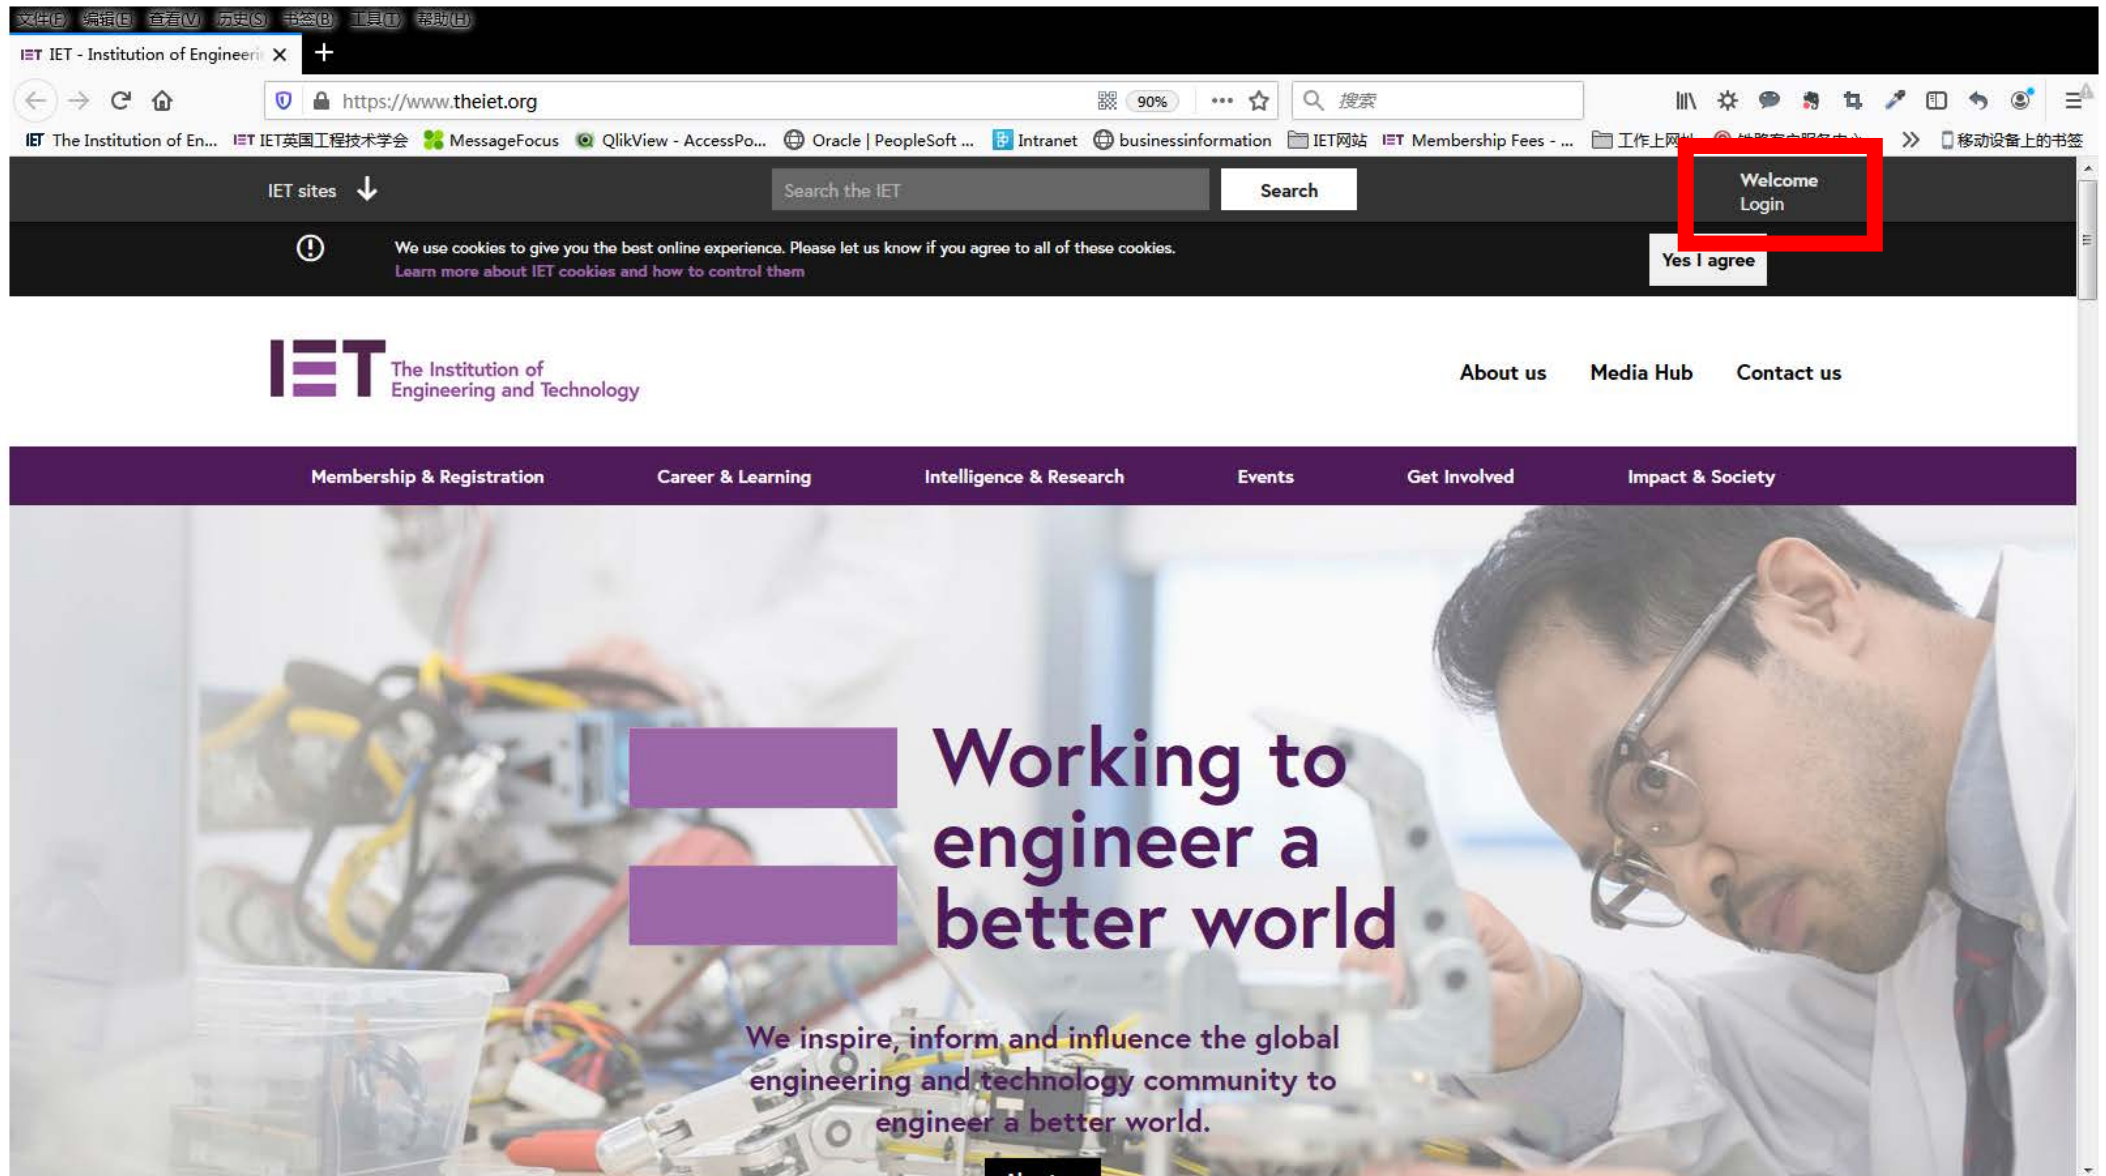 文件(F) 编辑(E) 查看(V) 历史(S) 书签(B) 工具(T) 帮助(H)
IET IET - Institution of Engineeri
https://www.theiet.org 90% 搜索
IET The Institution of En... IET IET英国工程技术学会 MessageFocus QlikView - AccessPo... Oracle | PeopleSoft ... Intranet businessinformation IET网站 IET Membership Fees - ... 工作上网址 移动设备上的书签
IET sites Search the IET Search Welcome
Login
We use cookies to give you the best online experience. Please let us know if you agree to all of these cookies.
Learn more about IET cookies and how to control them
Yes I agree
IET The Institution of
Engineering and Technology
About us Media Hub Contact us
Membership & Registration Career & Learning Intelligence & Research Events Get Involved Impact & Society
Working to
engineer a
better world
We inspire, inform and influence the global
engineering and technology community to
engineer a better world.